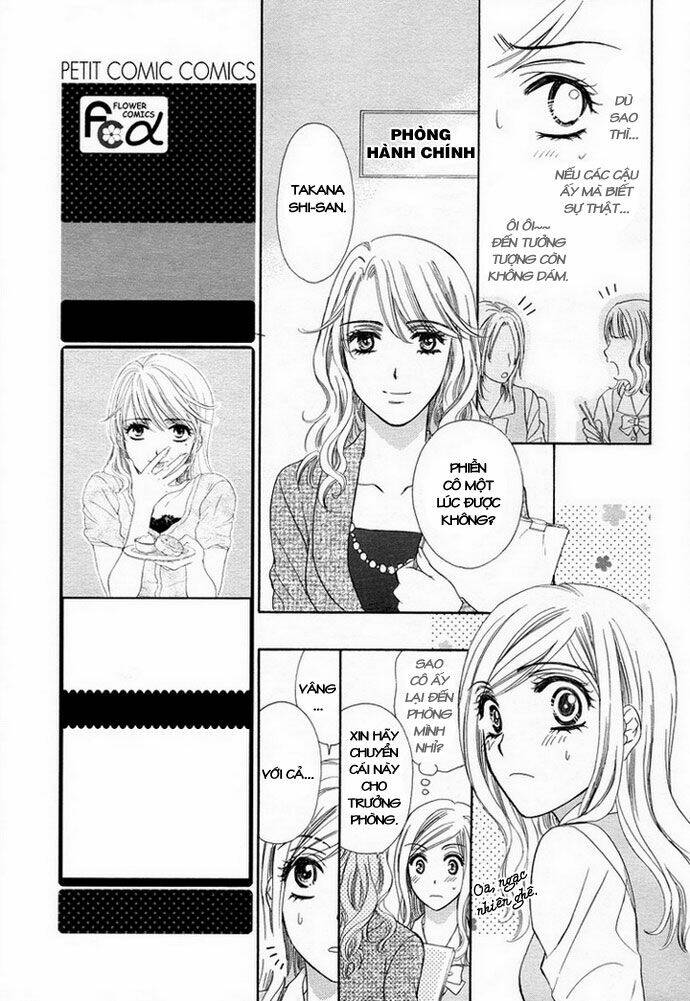 PETIT COMIC COMICS
FLOWER
COMICS
FCα
DÙ
SAO
THÌ...
NẾU CÁC CẬU
ẤY MÀ BIẾT
SỰ THẬT...
ÔI ÔI~~
ĐẾN TƯỞNG
TƯỢNG CÒN
KHÔNG DÁM.
PHÒNG
HÀNH CHÍNH
TAKANA
SHI-SAN.
PHIỀN
CÔ MỘT
LÚC ĐƯỢC
KHÔNG?
Oa, ngạc
nhiên ghê.
SAO
CÔ ẤY
LẠI ĐẾN
PHÒNG
MÌNH
NHỈ?
XIN HÃY
CHUYỂN
CÁI NÀY
CHO
TRƯỞNG
PHÒNG.
VÂNG
...
VỚI CẢ...